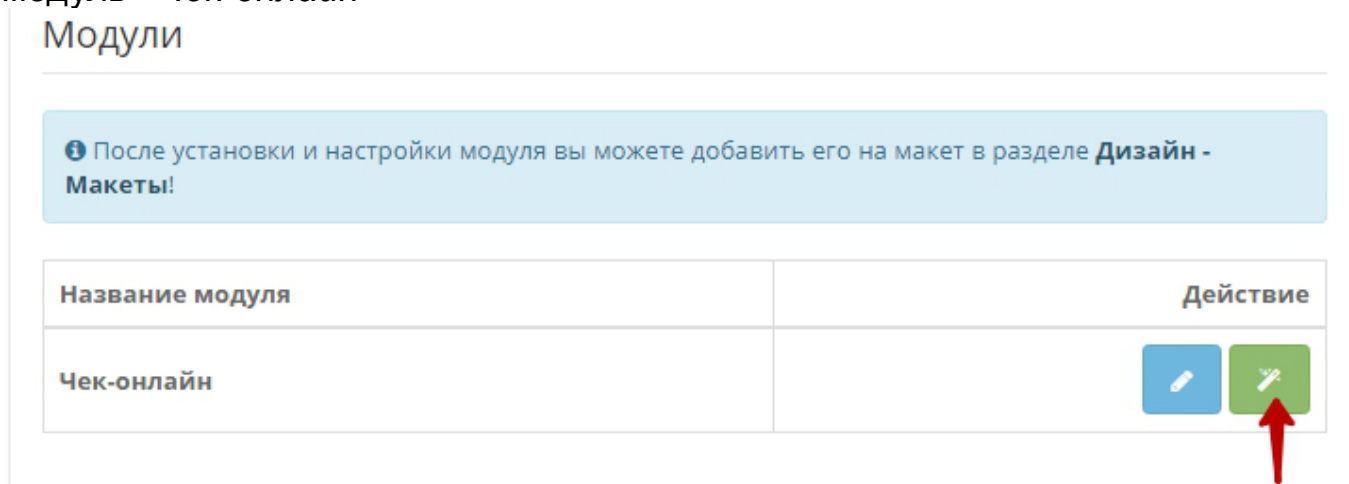 Модули
После установки и настройки модуля вы можете добавить его на макет в разделе Дизайн -
Макеты!
Название модуля Действие
Чек-онлайн